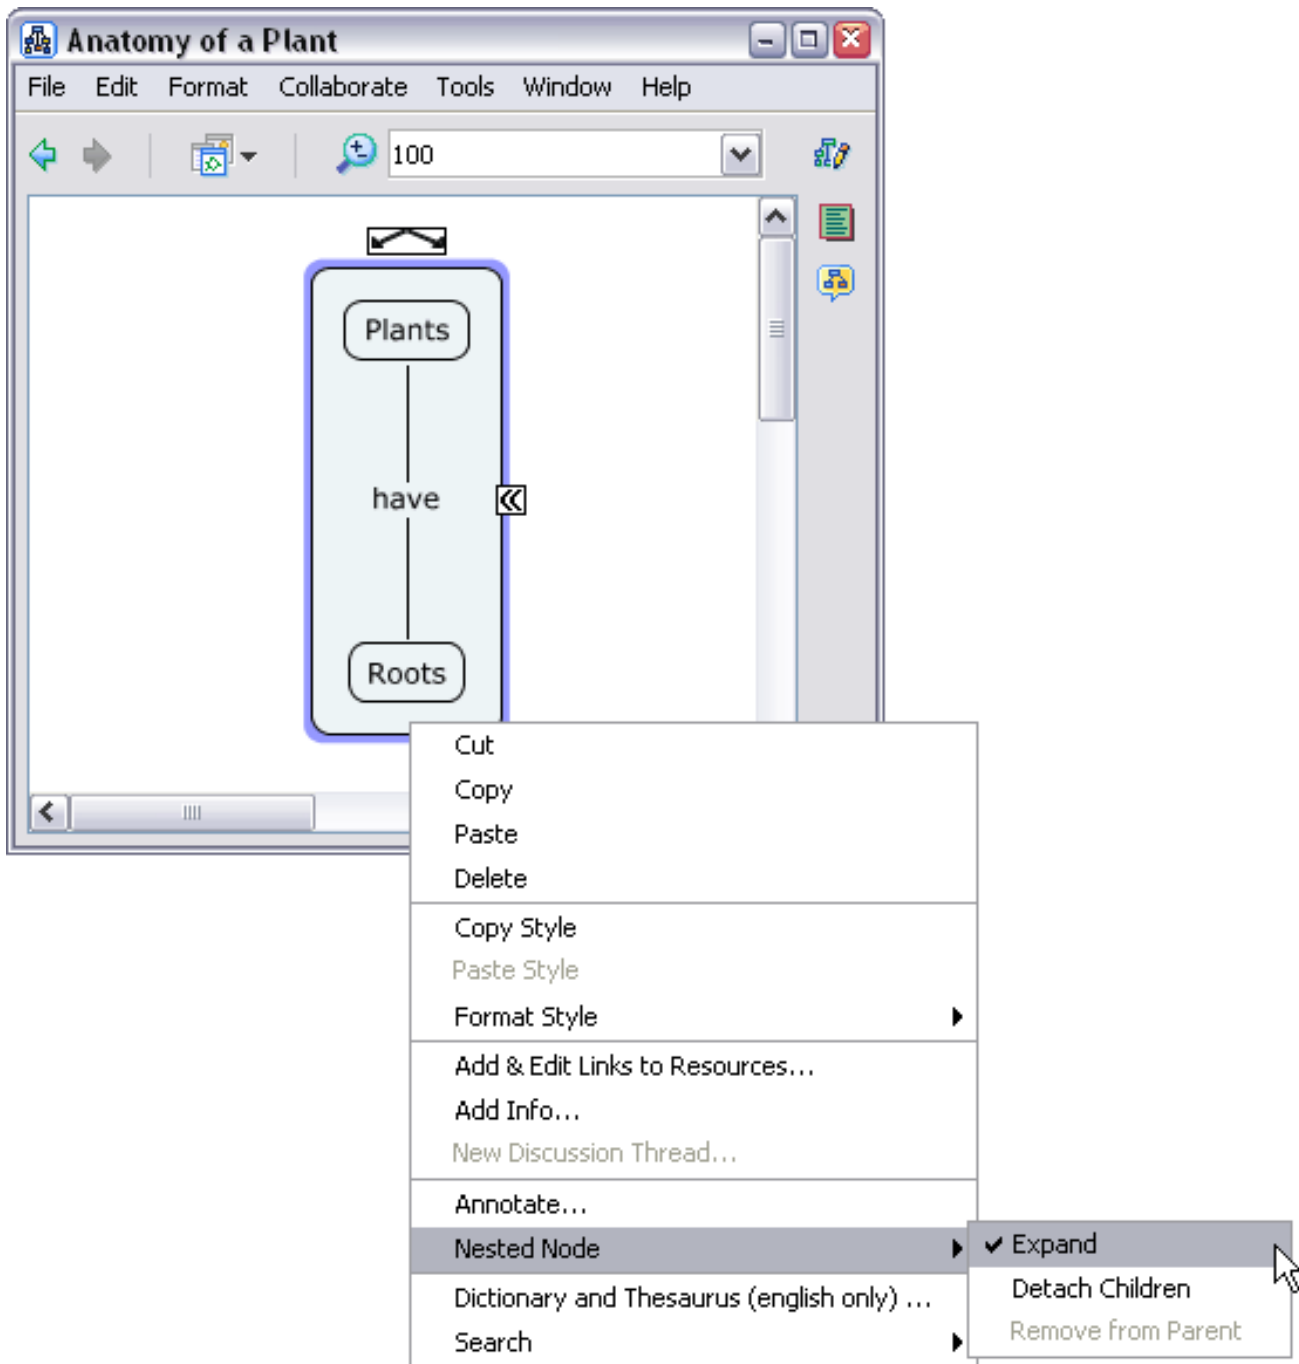 Anatomy of a Plant
File Edit Format Collaborate Tools Window Help
100
Plants
have
Roots
Cut
Copy
Paste
Delete
Copy Style
Paste Style
Format Style
Add & Edit Links to Resources...
Add Info...
New Discussion Thread...
Annotate...
Nested Node
Expand
Detach Children
Remove from Parent
Dictionary and Thesaurus (english only) ...
Search